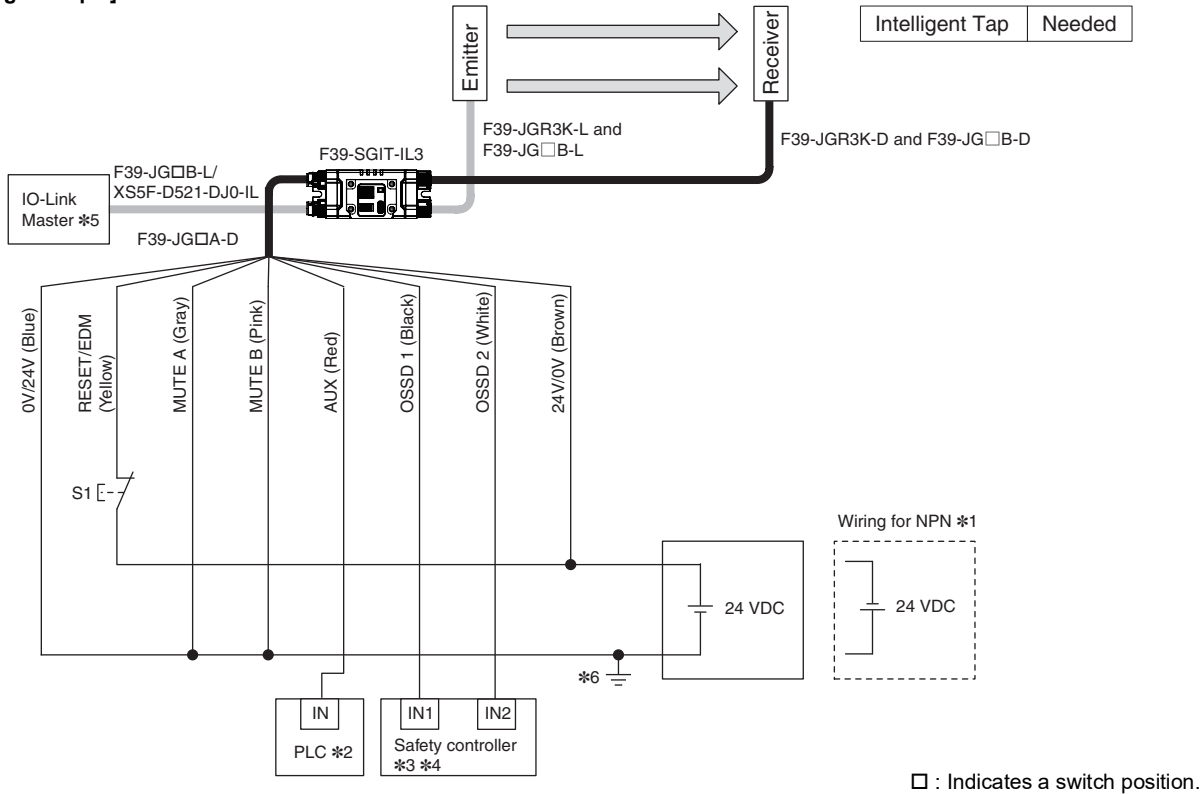 Emitter
Receiver
Intelligent Tap Needed
F39-JGR3K-L and
F39-JG□B-L
F39-JGR3K-D and F39-JG□B-D
F39-SGIT-IL3
F39-JG□B-L/
XS5F-D521-DJ0-IL
IO-Link
Master ✻5
F39-JG□A-D
0V/24V (Blue)
RESET/EDM
(Yellow)
MUTE A (Gray)
MUTE B (Pink)
AUX (Red)
OSSD 1 (Black)
OSSD 2 (White)
24V/0V (Brown)
S1
Wiring for NPN ✻1
24 VDC
24 VDC
✻6
IN
IN1
IN2
PLC ✻2
Safety controller
✻3 ✻4
□ : Indicates a switch position.